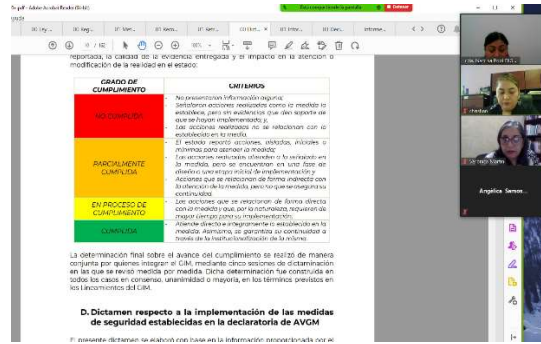 reportada, la calidad de la evidencia entregada y el impacto en la atención o
modificación de la realidad en el estado:
GRADO DE CUMPLIMIENTO
CRITERIOS
NO CUMPLIDA
- No presentaron información alguna;
- Señalaron acciones realizadas como la medida lo
establece, pero sin evidencias que den soporte de
que se hayan implementado; y,
- Las acciones realizadas no se relacionan con lo
establecido en la medida.
PARCIALMENTE
CUMPLIDA
- El estado reportó acciones, aisladas, iniciales o
mínimas para atender la medida;
- Las acciones realizadas atienden a lo señalado en
la medida, pero se encuentran en una fase de
diseño o una etapa inicial de implementación y
- Acciones que se relacionan de forma indirecta con
la atención de la medida, pero no que se asegura su
continuidad.
EN PROCESO DE
CUMPLIMIENTO
- Las acciones que se relacionan de forma directa
con la medida y que, por la naturaleza, requieren de
mayor tiempo para su implementación.
CUMPLIDA
- Atiende directa e integramente lo establecido en la
medida. Asimismo, se garantiza su continuidad a
través de la institucionalización de la misma.
La determinación final sobre el avance del cumplimiento se realizó de manera
conjunta por quienes integran el GIM, mediante cinco sesiones de dictaminación
en las que se revisó medida por medida. Dicha determinación fue construida en
todos los casos en consenso, unanimidad o mayoría, en los términos previstos en
los Lineamientos del GIM.
D. Dictamen respecto a la implementación de las medidas
de seguridad establecidas en la declaratoria de AVGM
El presente dictamen se elaboró con base en la información proporcionada por el
Angélica Samos...